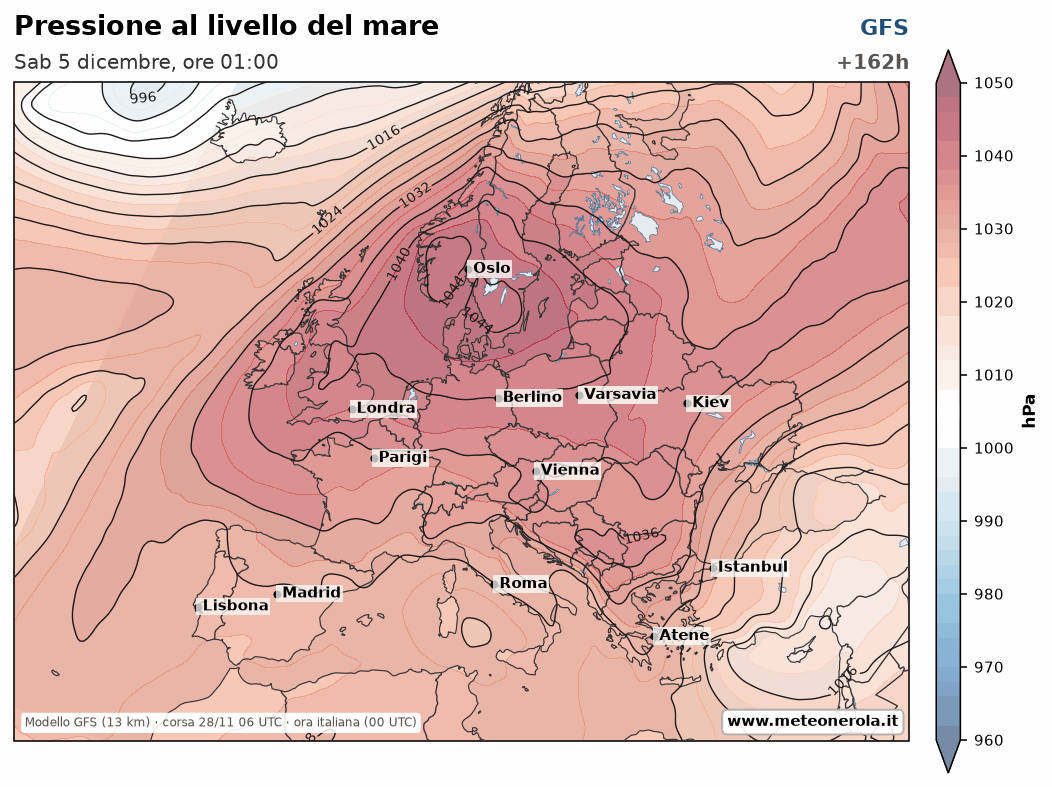 Pressione al livello del mare
GFS
Sab 5 dicembre, ore 01:00
+162h
996
1016
1032
1024
1040
1044
1044
1036
1016
8
Oslo
Londra
Berlino
Varsavia
Kiev
Parigi
Vienna
Istanbul
Roma
Madrid
Lisbona
Atene
Modello GFS (13 km) · corsa 28/11 06 UTC · ora italiana (00 UTC)
www.meteonerola.it
1050
1040
1030
1020
1010
1000
990
980
970
960
hPa